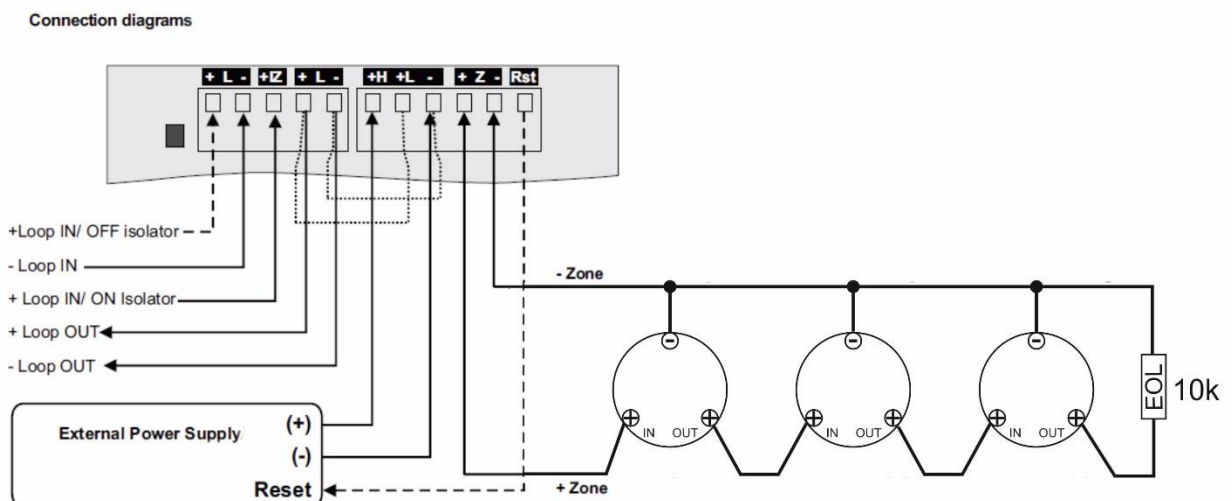 Connection diagrams
+ L - +IZ + L - +H +L - + Z - Rst
+Loop IN/ OFF isolator
- Loop IN
+ Loop IN/ ON Isolator
+ Loop OUT
- Loop OUT
External Power Supply
(+)
(-)
Reset
- Zone
- - -
+ + + + + +
IN OUT IN OUT IN OUT
EOL
10k
+ Zone